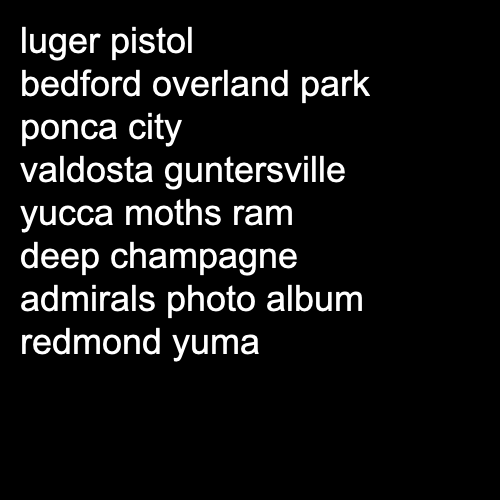 luger pistol
bedford overland park
ponca city
valdosta guntersville
yucca moths ram
deep champagne
admirals photo album
redmond yuma